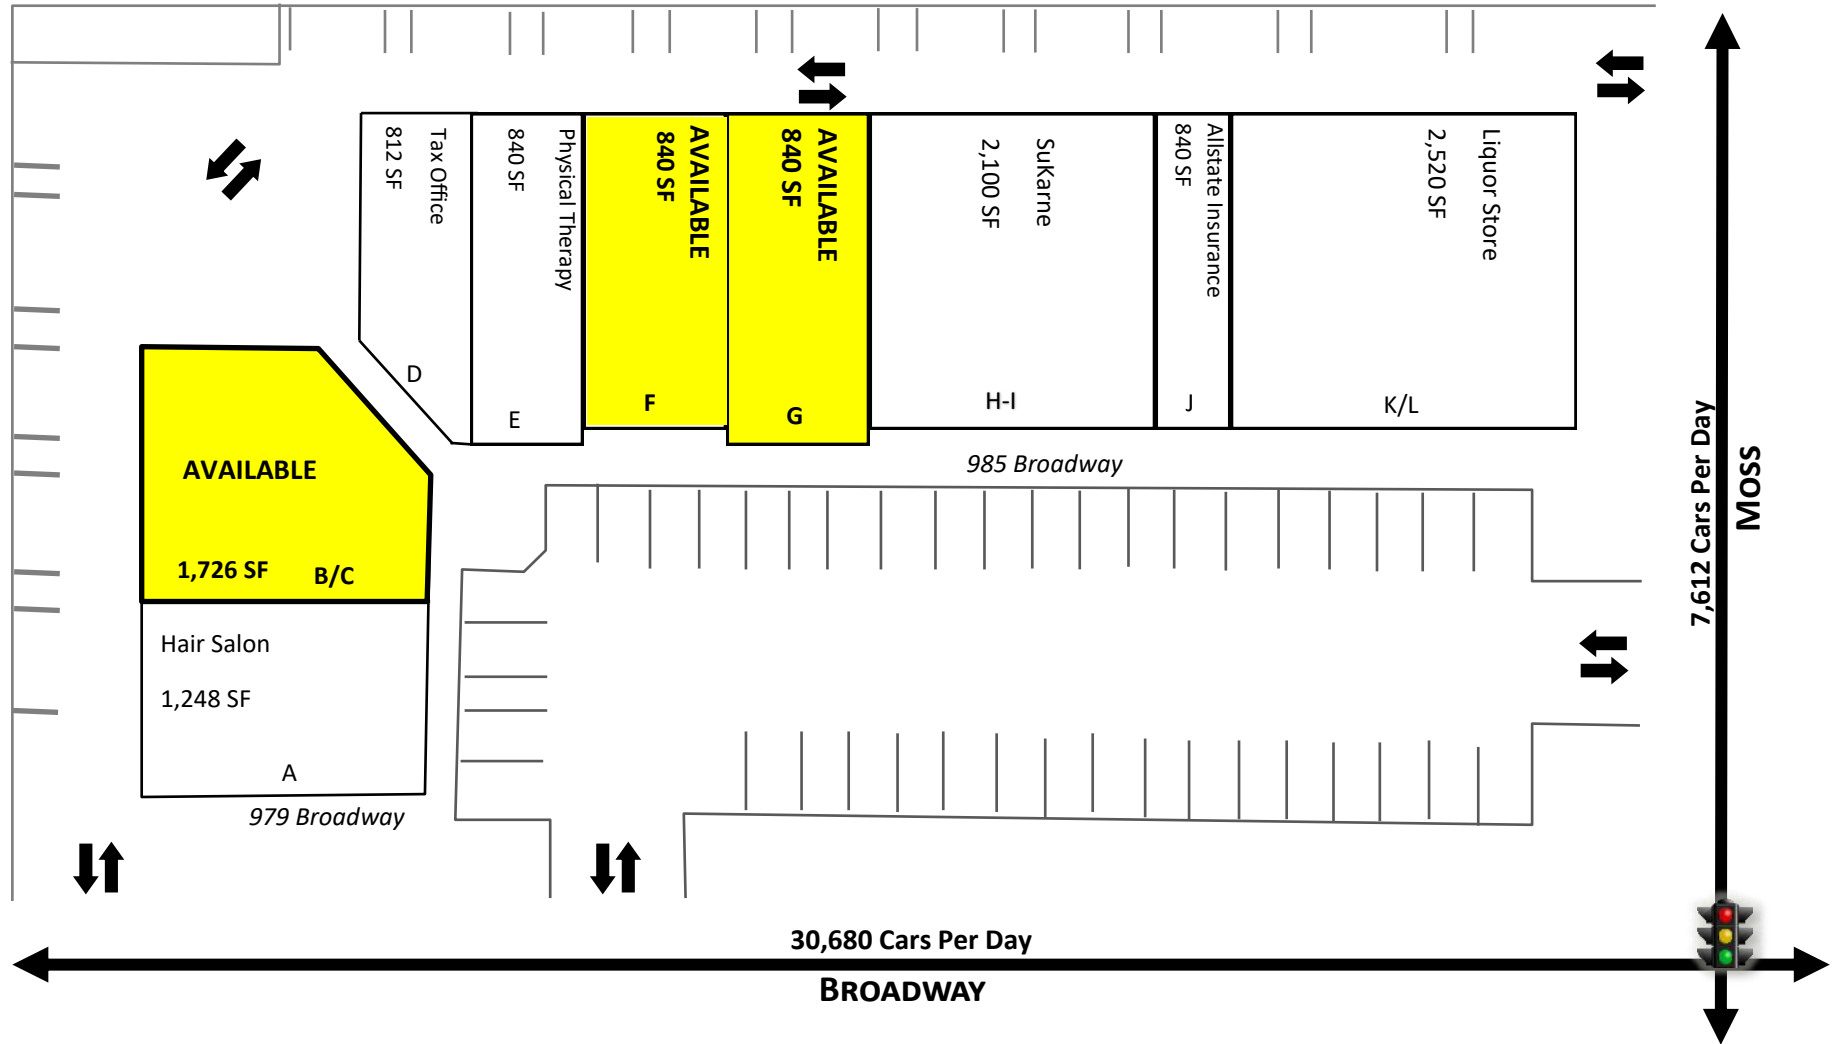 Tax Office
812 SF
D
Physical Therapy
840 SF
E
AVAILABLE
840 SF
F
AVAILABLE
840 SF
G
SuKarne
2,100 SF
H-I
Allstate Insurance
840 SF
J
Liquor Store
2,520 SF
K/L
985 Broadway
AVAILABLE
1,726 SF
B/C
Hair Salon
1,248 SF
A
979 Broadway
7,612 Cars Per Day
MOSS
30,680 Cars Per Day
BROADWAY